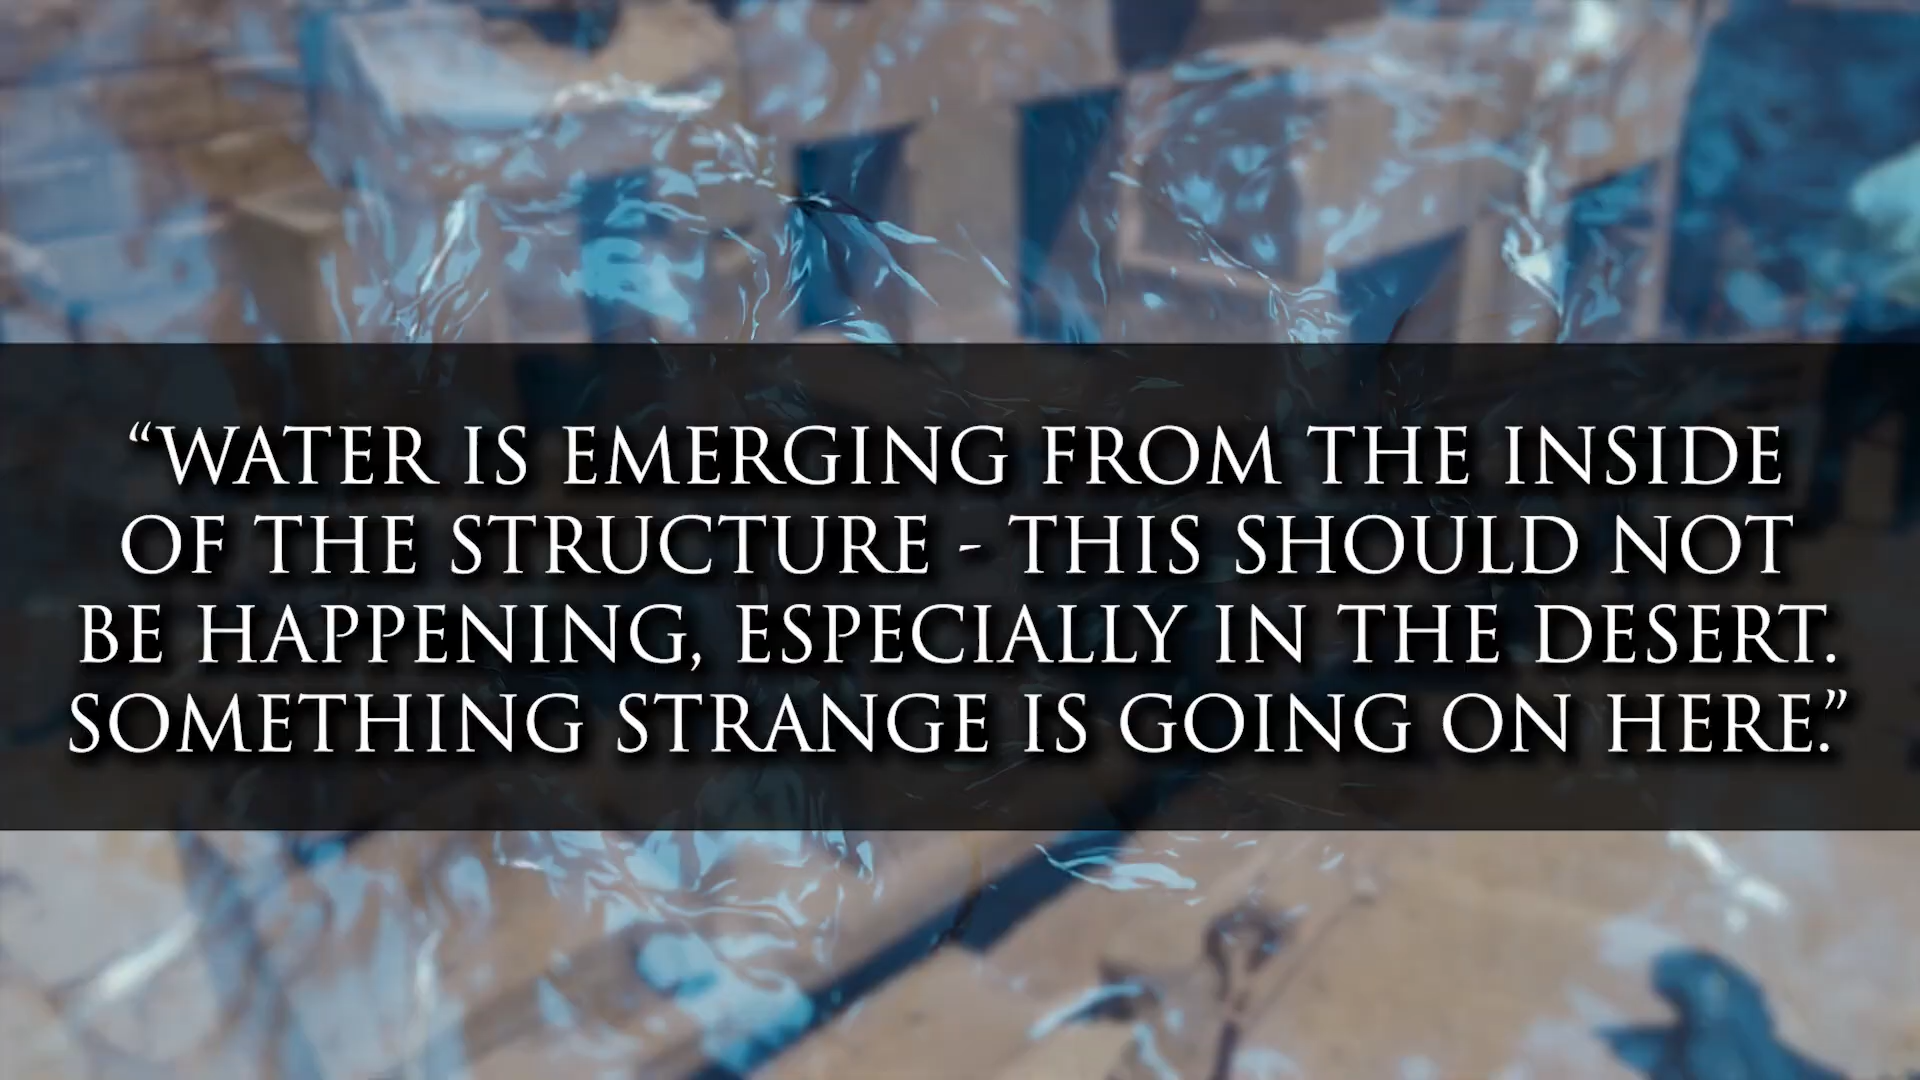 “WATER IS EMERGING FROM THE INSIDE
OF THE STRUCTURE - THIS SHOULD NOT
BE HAPPENING, ESPECIALLY IN THE DESERT.
SOMETHING STRANGE IS GOING ON HERE.”